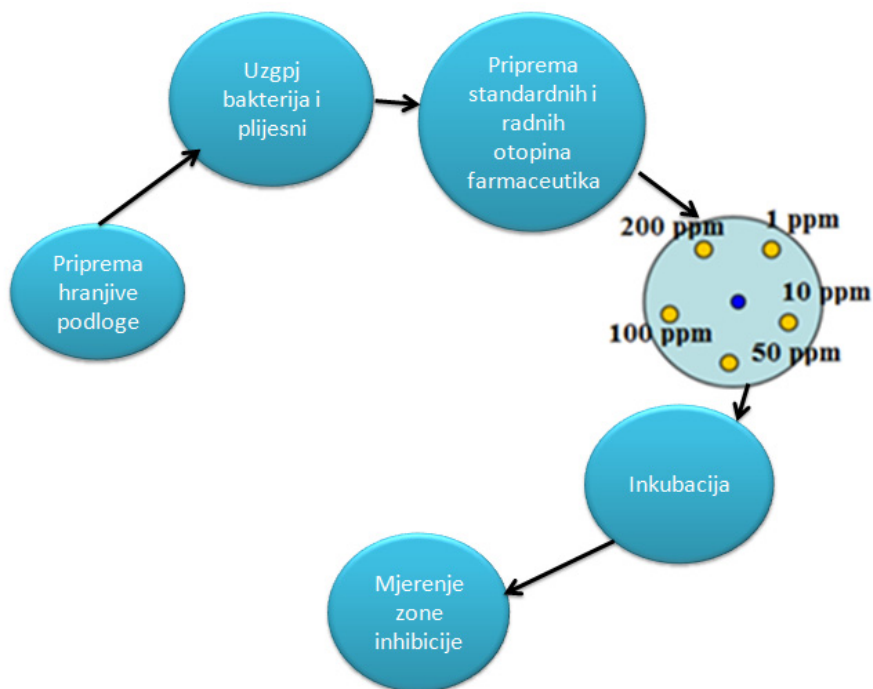 Priprema
hranjive
podloge
Uzgpj
bakterija i
plijesni
Priprema
standardnih i
radnih
otopina
farmaceutika
200 ppm
1 ppm
10 ppm
100 ppm
50 ppm
Inkubacija
Mjerenje
zone
inhibicije